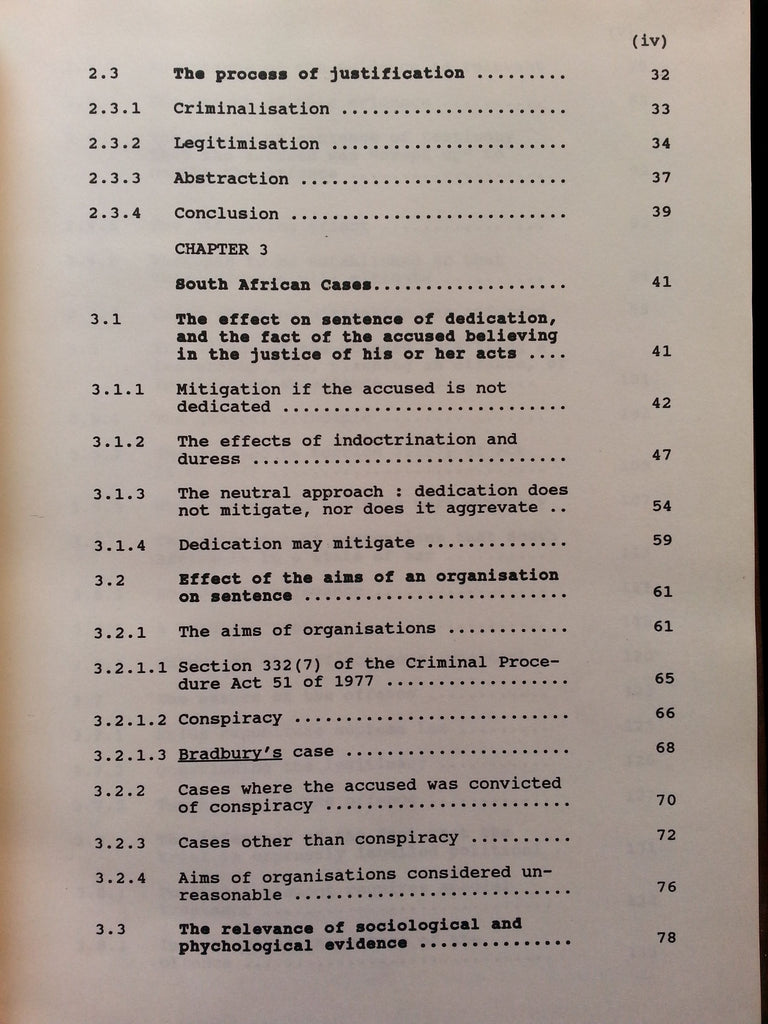 (iv)
2.3 The process of justification ......... 32
2.3.1 Criminalisation ...................... 33
2.3.2 Legitimisation ....................... 34
2.3.3 Abstraction .......................... 37
2.3.4 Conclusion ........................... 39
CHAPTER 3
South African Cases................... 41
3.1 The effect on sentence of dedication,
and the fact of the accused believing
in the justice of his or her acts .... 41
3.1.1 Mitigation if the accused is not
dedicated ............................ 42
3.1.2 The effects of indoctrination and
duress ............................... 47
3.1.3 The neutral approach : dedication does
not mitigate, nor does it aggrevate .. 54
3.1.4 Dedication may mitigate .............. 59
3.2 Effect of the aims of an organisation
on sentence .......................... 61
3.2.1 The aims of organisations ............ 61
3.2.1.1 Section 332(7) of the Criminal Proce-
dure Act 51 of 1977 .................. 65
3.2.1.2 Conspiracy ........................... 66
3.2.1.3 Bradbury's case ...................... 68
3.2.2 Cases where the accused was convicted
of conspiracy ........................ 70
3.2.3 Cases other than conspiracy .......... 72
3.2.4 Aims of organisations considered un-
reasonable ........................... 76
3.3 The relevance of sociological and
phychological evidence ............... 78